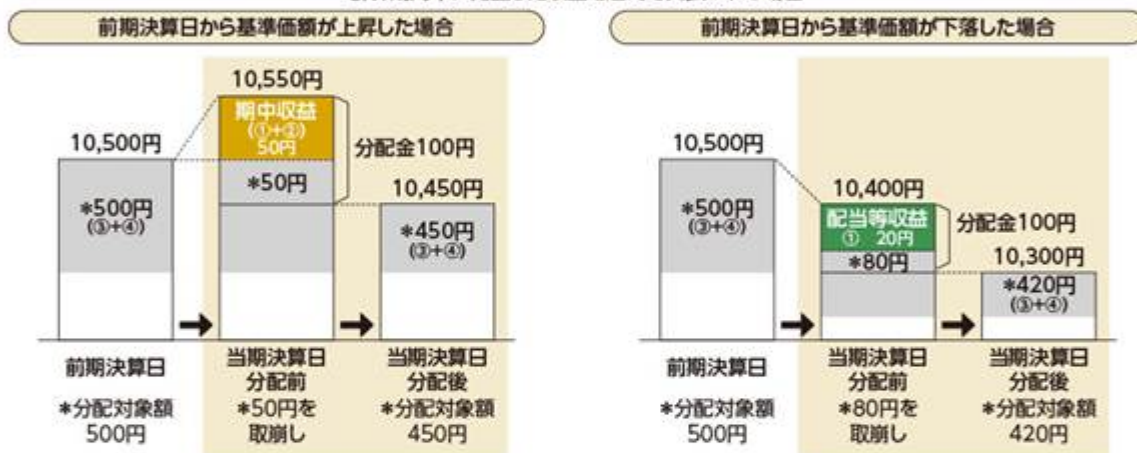 前期決算日から基準価額が上昇した場合
10,550円
期中収益
(①+②)
50円
10,500円
分配金100円
*50円
10,450円
*500円
(③+④)
*450円
(③+④)
前期決算日
当期決算日
分配前
当期決算日
分配後
*分配対象額
500円
*50円を
取崩し
*分配対象額
450円
前期決算日から基準価額が下落した場合
10,500円
10,400円
*500円
(③+④)
配当等収益
① 20円
分配金100円
*80円
10,300円
*420円
(③+④)
前期決算日
当期決算日
分配前
当期決算日
分配後
*分配対象額
500円
*80円を
取崩し
*分配対象額
420円